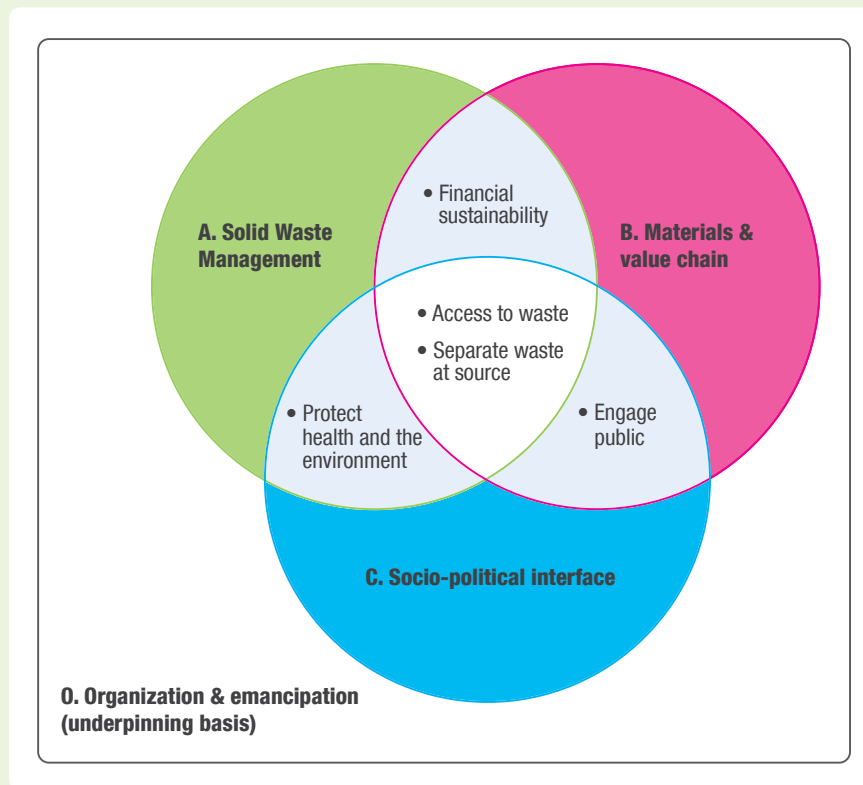 • Financial
sustainability
A. Solid Waste
Management
B. Materials &
value chain
• Access to waste
• Separate waste
at source
• Protect
health and the
environment
• Engage
public
C. Socio-political interface
O. Organization & emancipation
(underpinning basis)